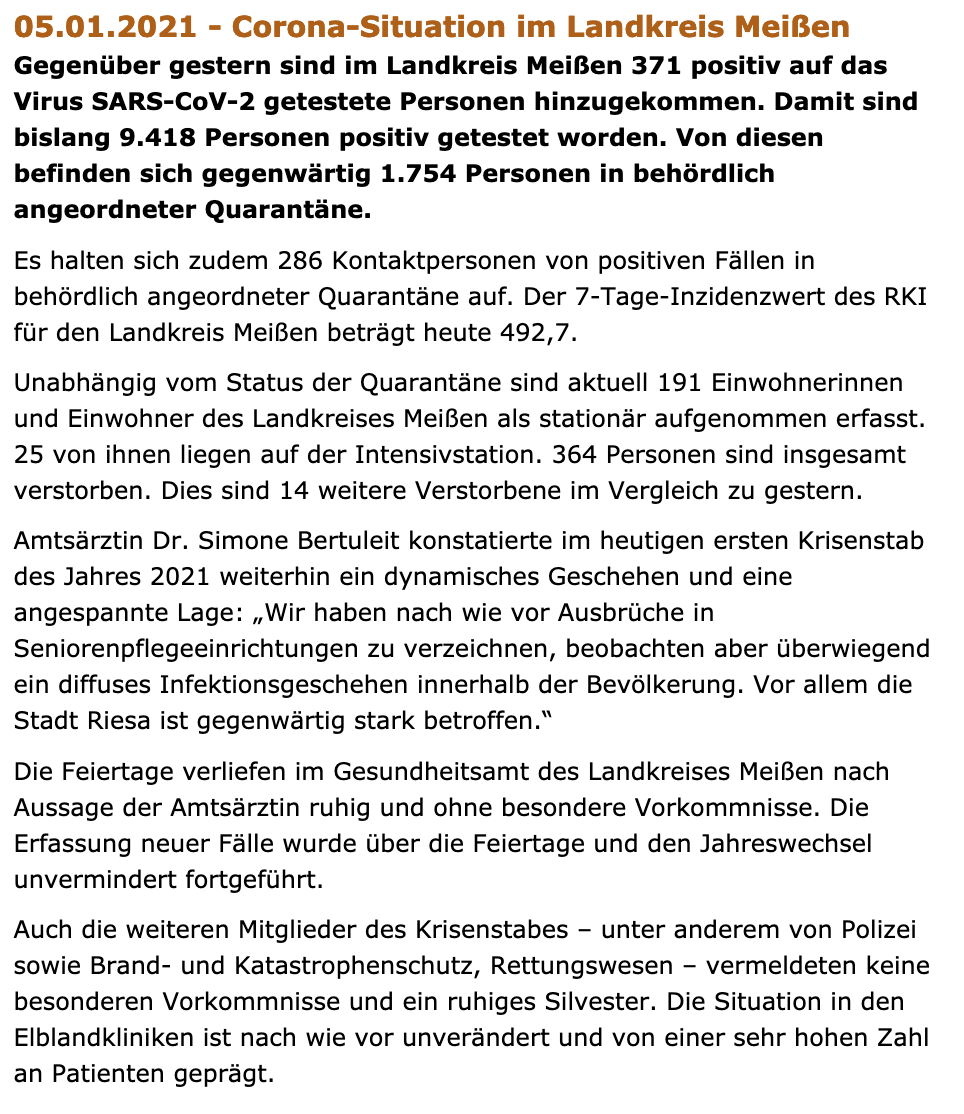 05.01.2021 - Corona-Situation im Landkreis Meißen
Gegenüber gestern sind im Landkreis Meißen 371 positiv auf das
Virus SARS-CoV-2 getestete Personen hinzugekommen. Damit sind
bislang 9.418 Personen positiv getestet worden. Von diesen
befinden sich gegenwärtig 1.754 Personen in behördlich
angeordneter Quarantäne.
Es halten sich zudem 286 Kontaktpersonen von positiven Fällen in
behördlich angeordneter Quarantäne auf. Der 7-Tage-Inzidenzwert des RKI
für den Landkreis Meißen beträgt heute 492,7.
Unabhängig vom Status der Quarantäne sind aktuell 191 Einwohnerinnen
und Einwohner des Landkreises Meißen als stationär aufgenommen erfasst.
25 von ihnen liegen auf der Intensivstation. 364 Personen sind insgesamt
verstorben. Dies sind 14 weitere Verstorbene im Vergleich zu gestern.
Amtsärztin Dr. Simone Bertuleit konstatierte im heutigen ersten Krisenstab
des Jahres 2021 weiterhin ein dynamisches Geschehen und eine
angespannte Lage: „Wir haben nach wie vor Ausbrüche in
Seniorenpflegeeinrichtungen zu verzeichnen, beobachten aber überwiegend
ein diffuses Infektionsgeschehen innerhalb der Bevölkerung. Vor allem die
Stadt Riesa ist gegenwärtig stark betroffen.“
Die Feiertage verliefen im Gesundheitsamt des Landkreises Meißen nach
Aussage der Amtsärztin ruhig und ohne besondere Vorkommnisse. Die
Erfassung neuer Fälle wurde über die Feiertage und den Jahreswechsel
unvermindert fortgeführt.
Auch die weiteren Mitglieder des Krisenstabes – unter anderem von Polizei
sowie Brand- und Katastrophenschutz, Rettungswesen – vermeldeten keine
besonderen Vorkommnisse und ein ruhiges Silvester. Die Situation in den
Elblandkliniken ist nach wie vor unverändert und von einer sehr hohen Zahl
an Patienten geprägt.